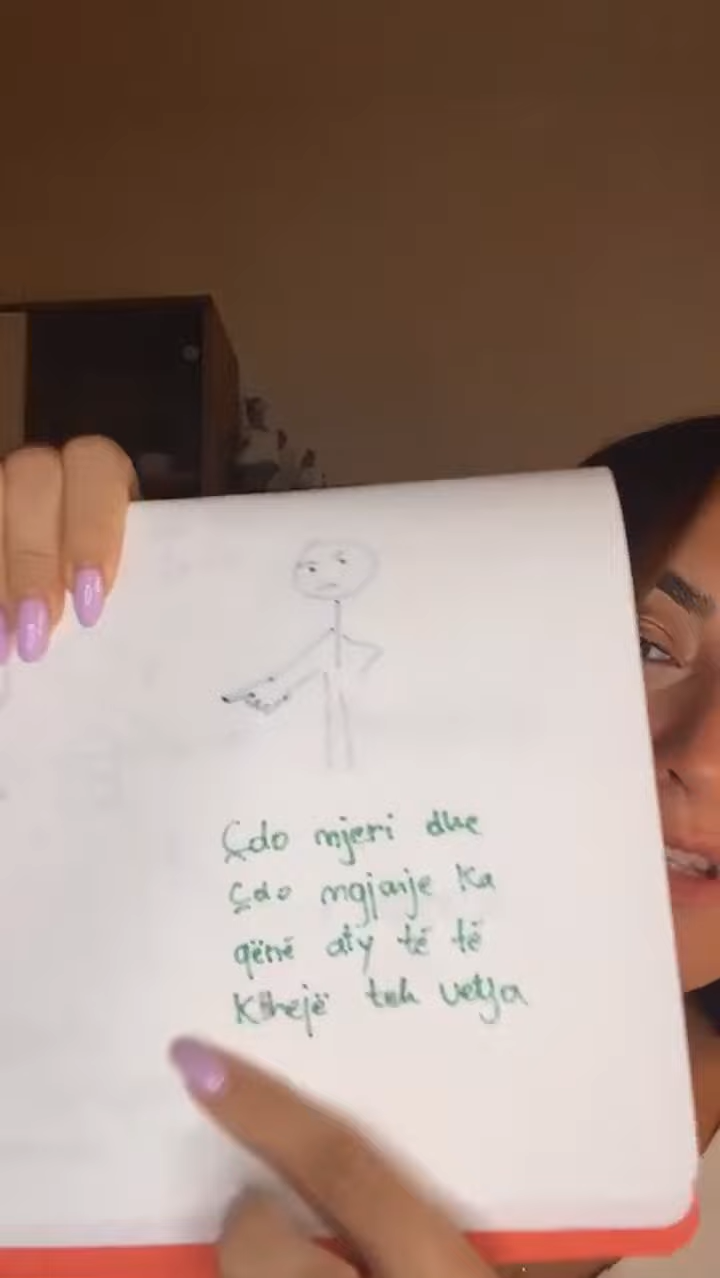 Çdo njeri dhe
çdo ngjarje ka
qënë aty të të
Kthejë tek vetja